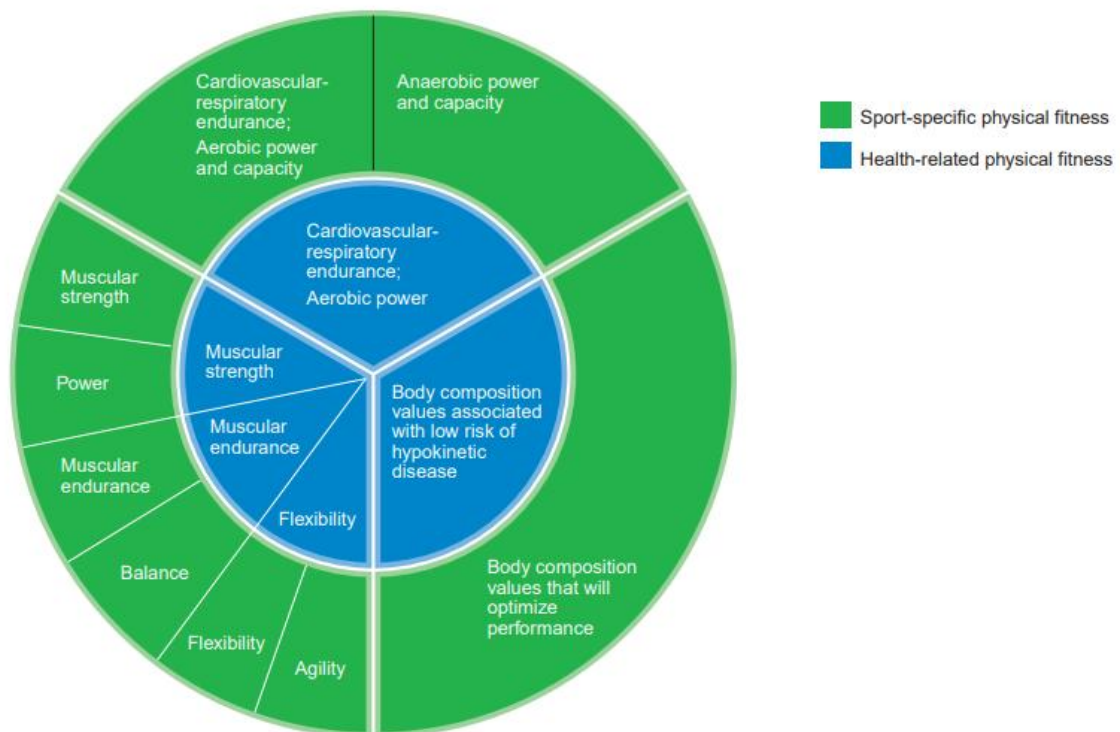 Cardiovascular-
respiratory
endurance;
Aerobic power
and capacity
Anaerobic power
and capacity
Sport-specific physical fitness
Health-related physical fitness
Cardiovascular-
respiratory
endurance;
Aerobic power
Muscular
strength
Power
Muscular
endurance
Balance
Flexibility
Agility
Muscular
strength
Muscular
endurance
Flexibility
Body composition
values associated
with low risk of
hypokinetic
disease
Body composition
values that will
optimize
performance